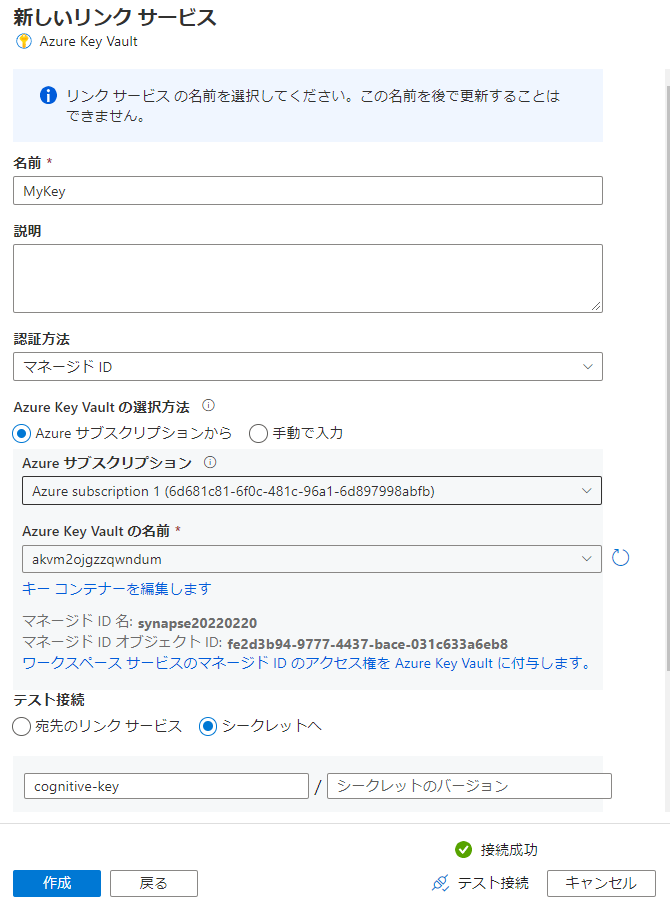 新しいリンク サービス
Azure Key Vault
リンク サービス の名前を選択してください。この名前を後で更新することは
できません。
名前 *
MyKey
説明
認証方法
マネージド ID
Azure Key Vault の選択方法
Azure サブスクリプションから 手動で入力
Azure サブスクリプション
Azure subscription 1 (6d681c81-6f0c-481c-96a1-6d897998abfb)
Azure Key Vault の名前 *
akvm2ojgzzqwndum
キー コンテナーを編集します
マネージド ID 名: synapse20220220
マネージド ID オブジェクト ID: fe2d3b94-9777-4437-bace-031c633a6eb8
ワークスペース サービスのマネージド ID のアクセス権を Azure Key Vault に付与します。
テスト接続
宛先のリンク サービス シークレットへ
cognitive-key / シークレットのバージョン
接続成功
作成 戻る テスト接続 キャンセル